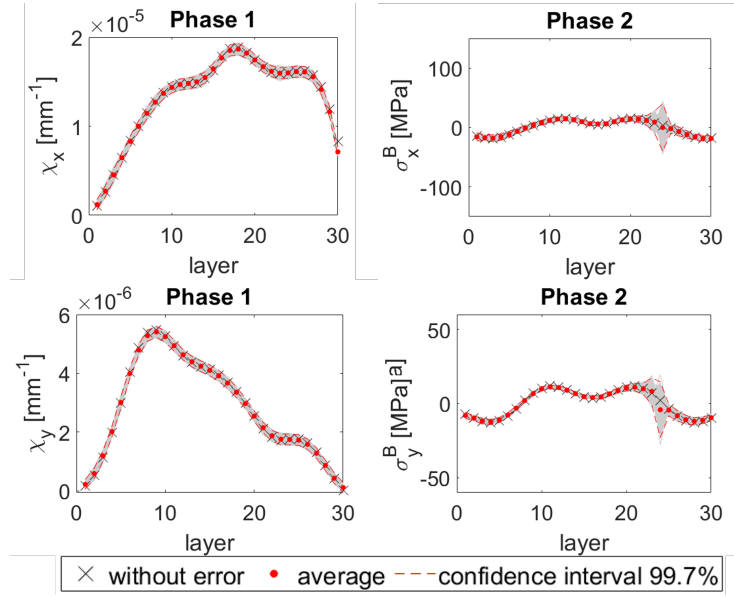 Phase 1
×10⁻⁵
χₓ [mm⁻¹]
2
1
0
0 10 20 30
layer
Phase 2
σₓᴮ [MPa]
100
0
-100
0 10 20 30
layer
Phase 1
×10⁻⁶
χ_y [mm⁻¹]
6
4
2
0
0 10 20 30
layer
Phase 2
σ_yᴮ [MPa]a]
50
0
-50
0 10 20 30
layer
without error average confidence interval 99.7%